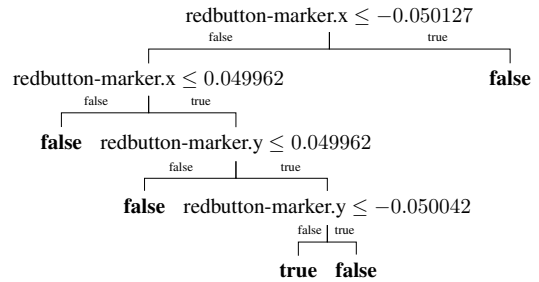 redbutton-marker.x ≤ −0.050127
false true
redbutton-marker.x ≤ 0.049962 false
false true
false redbutton-marker.y ≤ 0.049962
false true
false redbutton-marker.y ≤ −0.050042
false true
true false